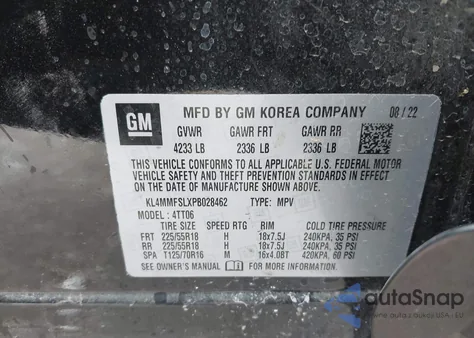 GM
MFD BY GM KOREA COMPANY 08/22
GVWR GAWR FRT GAWR RR
4233 LB 2336 LB 2336 LB
THIS VEHICLE CONFORMS TO ALL APPLICABLE U.S. FEDERAL MOTOR
VEHICLE SAFETY AND THEFT PREVENTION STANDARDS IN EFFECT
ON THE DATE OF MANUFACTURE SHOWN ABOVE.
KL4MMFSLXPB028462 TYPE: MPV
MODEL: 4TT06
TIRE SIZE SPEED RTG RIM COLD TIRE PRESSURE
FRT 225/55R18 H 18x7.5J 240KPA, 35 PSI
RR 225/55R18 H 18x7.5J 240KPA, 35 PSI
SPA T125/70R16 M 16x4.0BT 420KPA, 60 PSI
SEE OWNER'S MANUAL FOR MORE INFORMATION.
autoSnap